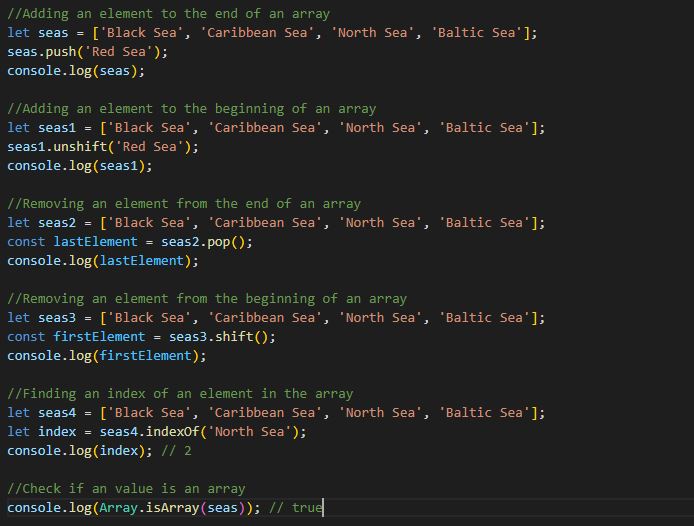 //Adding an element to the end of an array
let seas = ['Black Sea', 'Caribbean Sea', 'North Sea', 'Baltic Sea'];
seas.push('Red Sea');
console.log(seas);
//Adding an element to the beginning of an array
let seas1 = ['Black Sea', 'Caribbean Sea', 'North Sea', 'Baltic Sea'];
seas1.unshift('Red Sea');
console.log(seas1);
//Removing an element from the end of an array
let seas2 = ['Black Sea', 'Caribbean Sea', 'North Sea', 'Baltic Sea'];
const lastElement = seas2.pop();
console.log(lastElement);
//Removing an element from the beginning of an array
let seas3 = ['Black Sea', 'Caribbean Sea', 'North Sea', 'Baltic Sea'];
const firstElement = seas3.shift();
console.log(firstElement);
//Finding an index of an element in the array
let seas4 = ['Black Sea', 'Caribbean Sea', 'North Sea', 'Baltic Sea'];
let index = seas4.indexOf('North Sea');
console.log(index); // 2
//Check if an value is an array
console.log(Array.isArray(seas)); // true